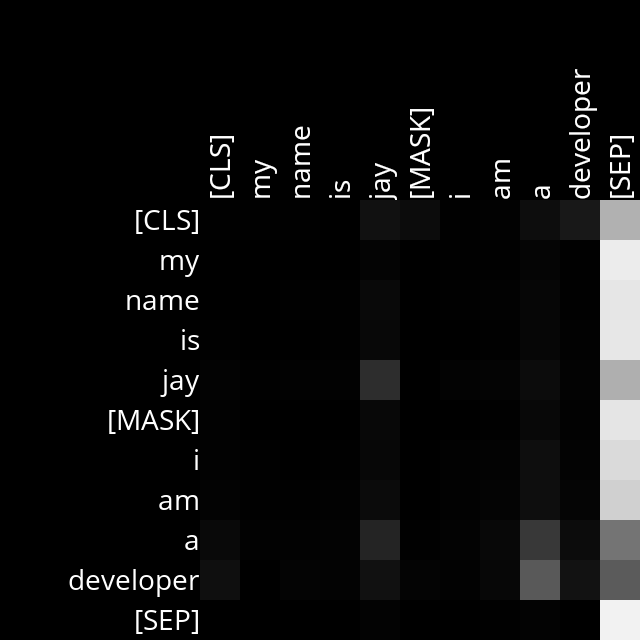 [CLS]
my
name
is
jay
[MASK]
i
am
a
developer
[SEP]
[CLS]
my
name
is
jay
[MASK]
i
am
a
developer
[SEP]